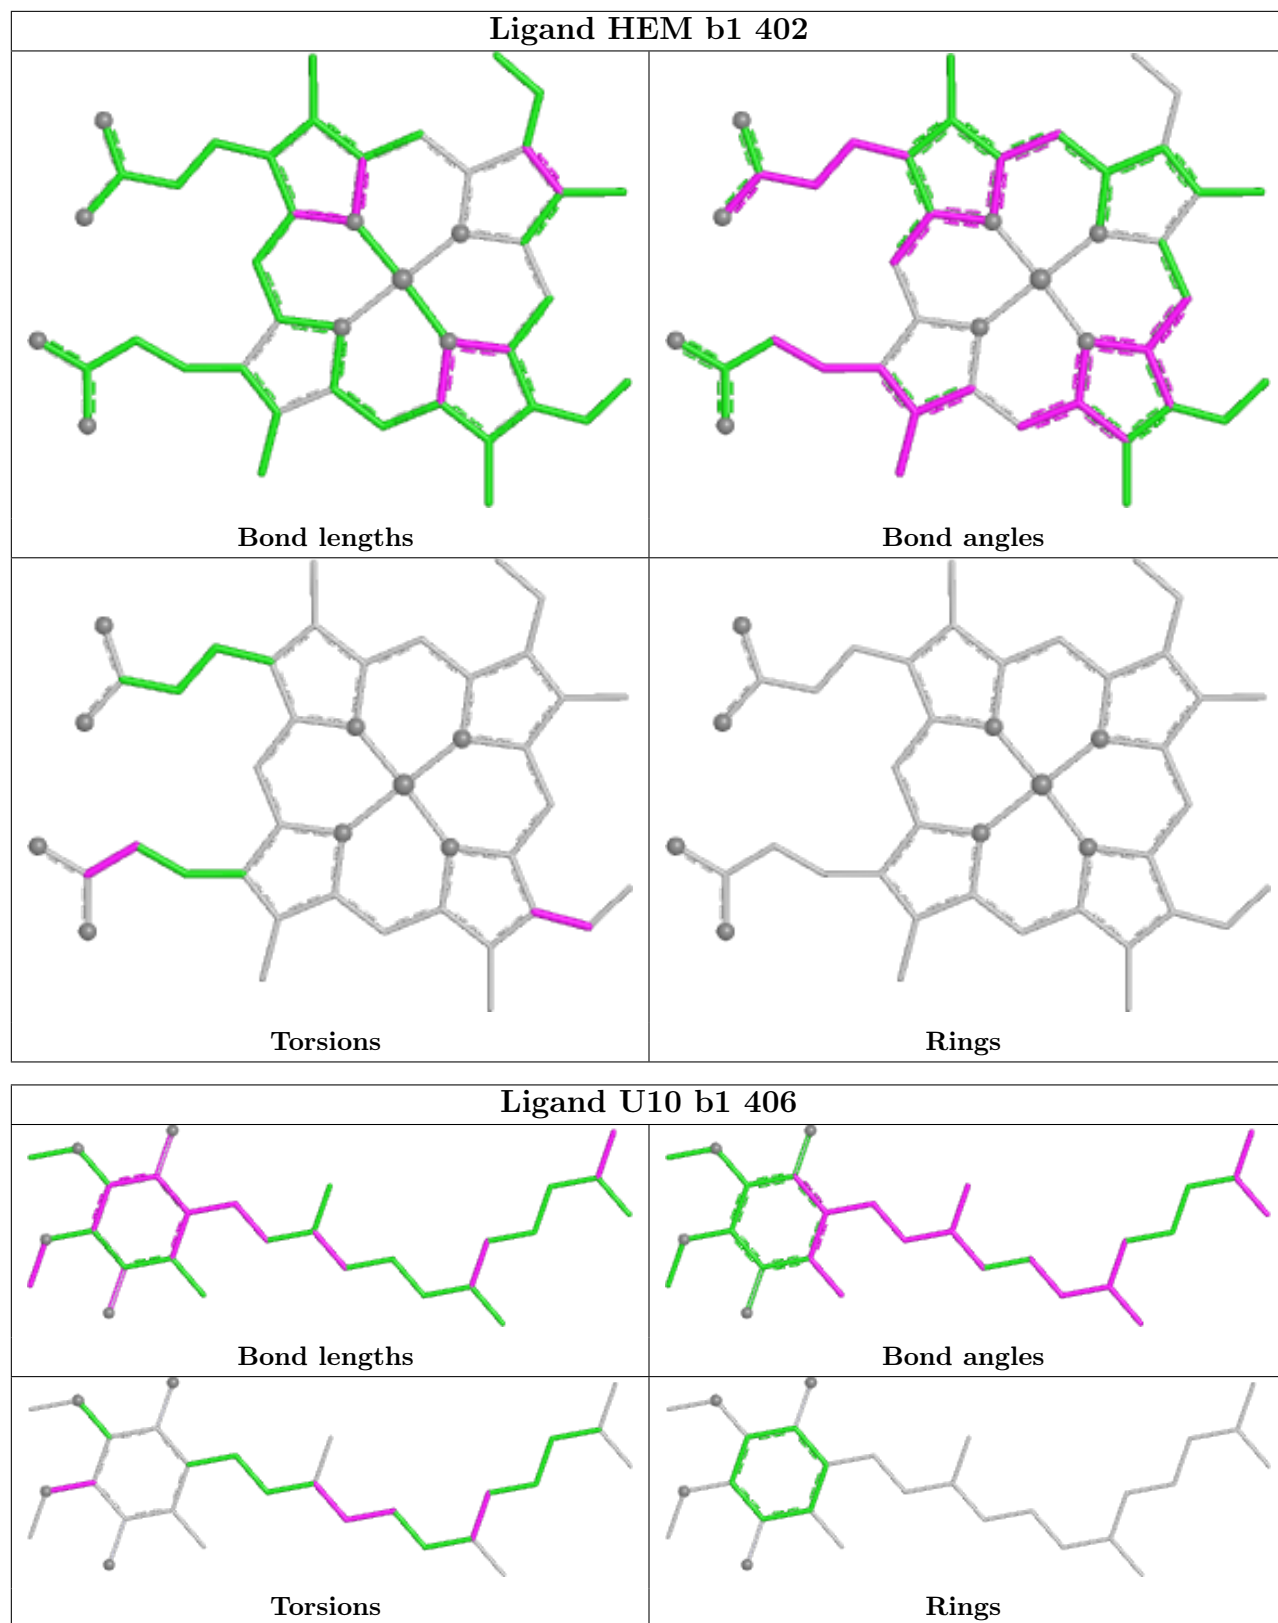 Ligand HEM b1 402
Bond lengths
Bond angles
Torsions
Rings
Ligand U10 b1 406
Bond lengths
Bond angles
Torsions
Rings